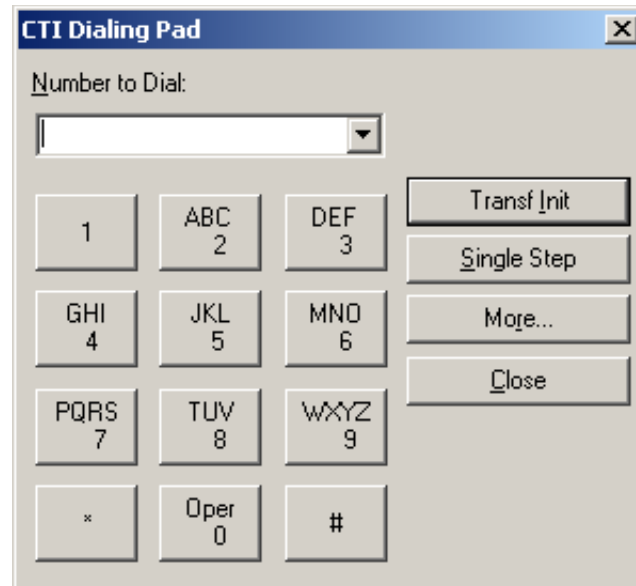 CTI Dialing Pad
Number to Dial:
1
ABC
2
DEF
3
Transf Init
Single Step
GHI
4
JKL
5
MNO
6
More...
Close
PQRS
7
TUV
8
WXYZ
9
*
Oper
0
#